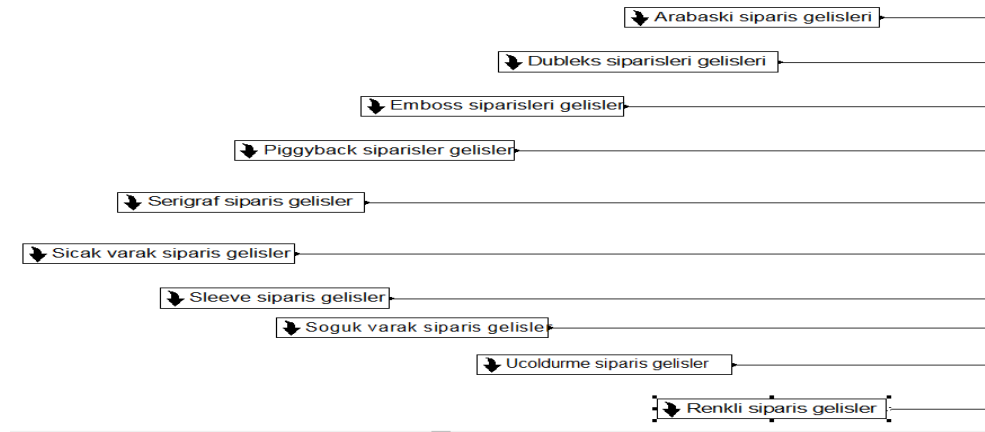 Arabaski siparis gelisleri
Dubleks siparisleri gelisleri
Emboss siparisleri gelisler
Piggyback siparisler gelisler
Serigraf siparis gelisler
Sicak varak siparis gelisler
Sleeve siparis gelisler
Soguk varak siparis gelisler
Ucoldurme siparis gelisler
Renkli siparis gelisler